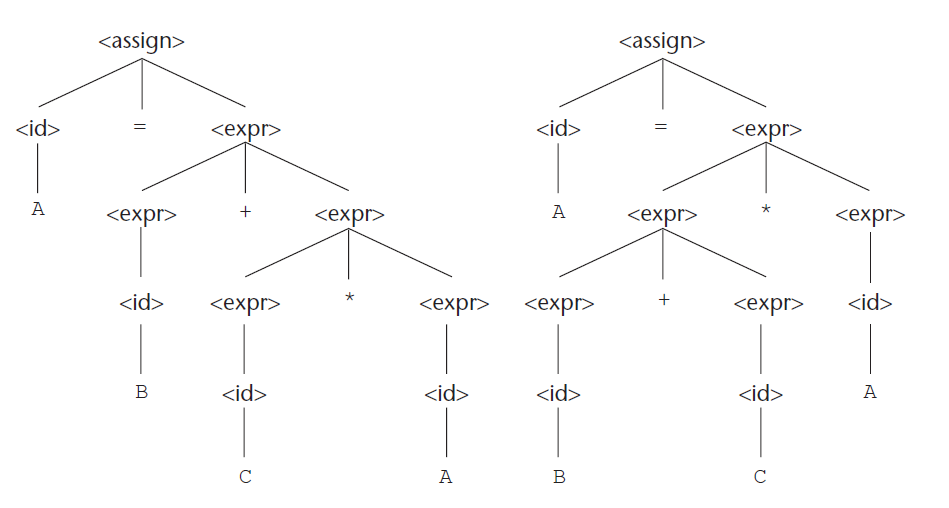 <assign> <assign>
<id> = <expr> <id> = <expr>
A <expr> + <expr> A <expr> * <expr>
<id> <expr> * <expr> <expr> + <expr> <id>
B <id> <id> <id> <id> A
C A B C